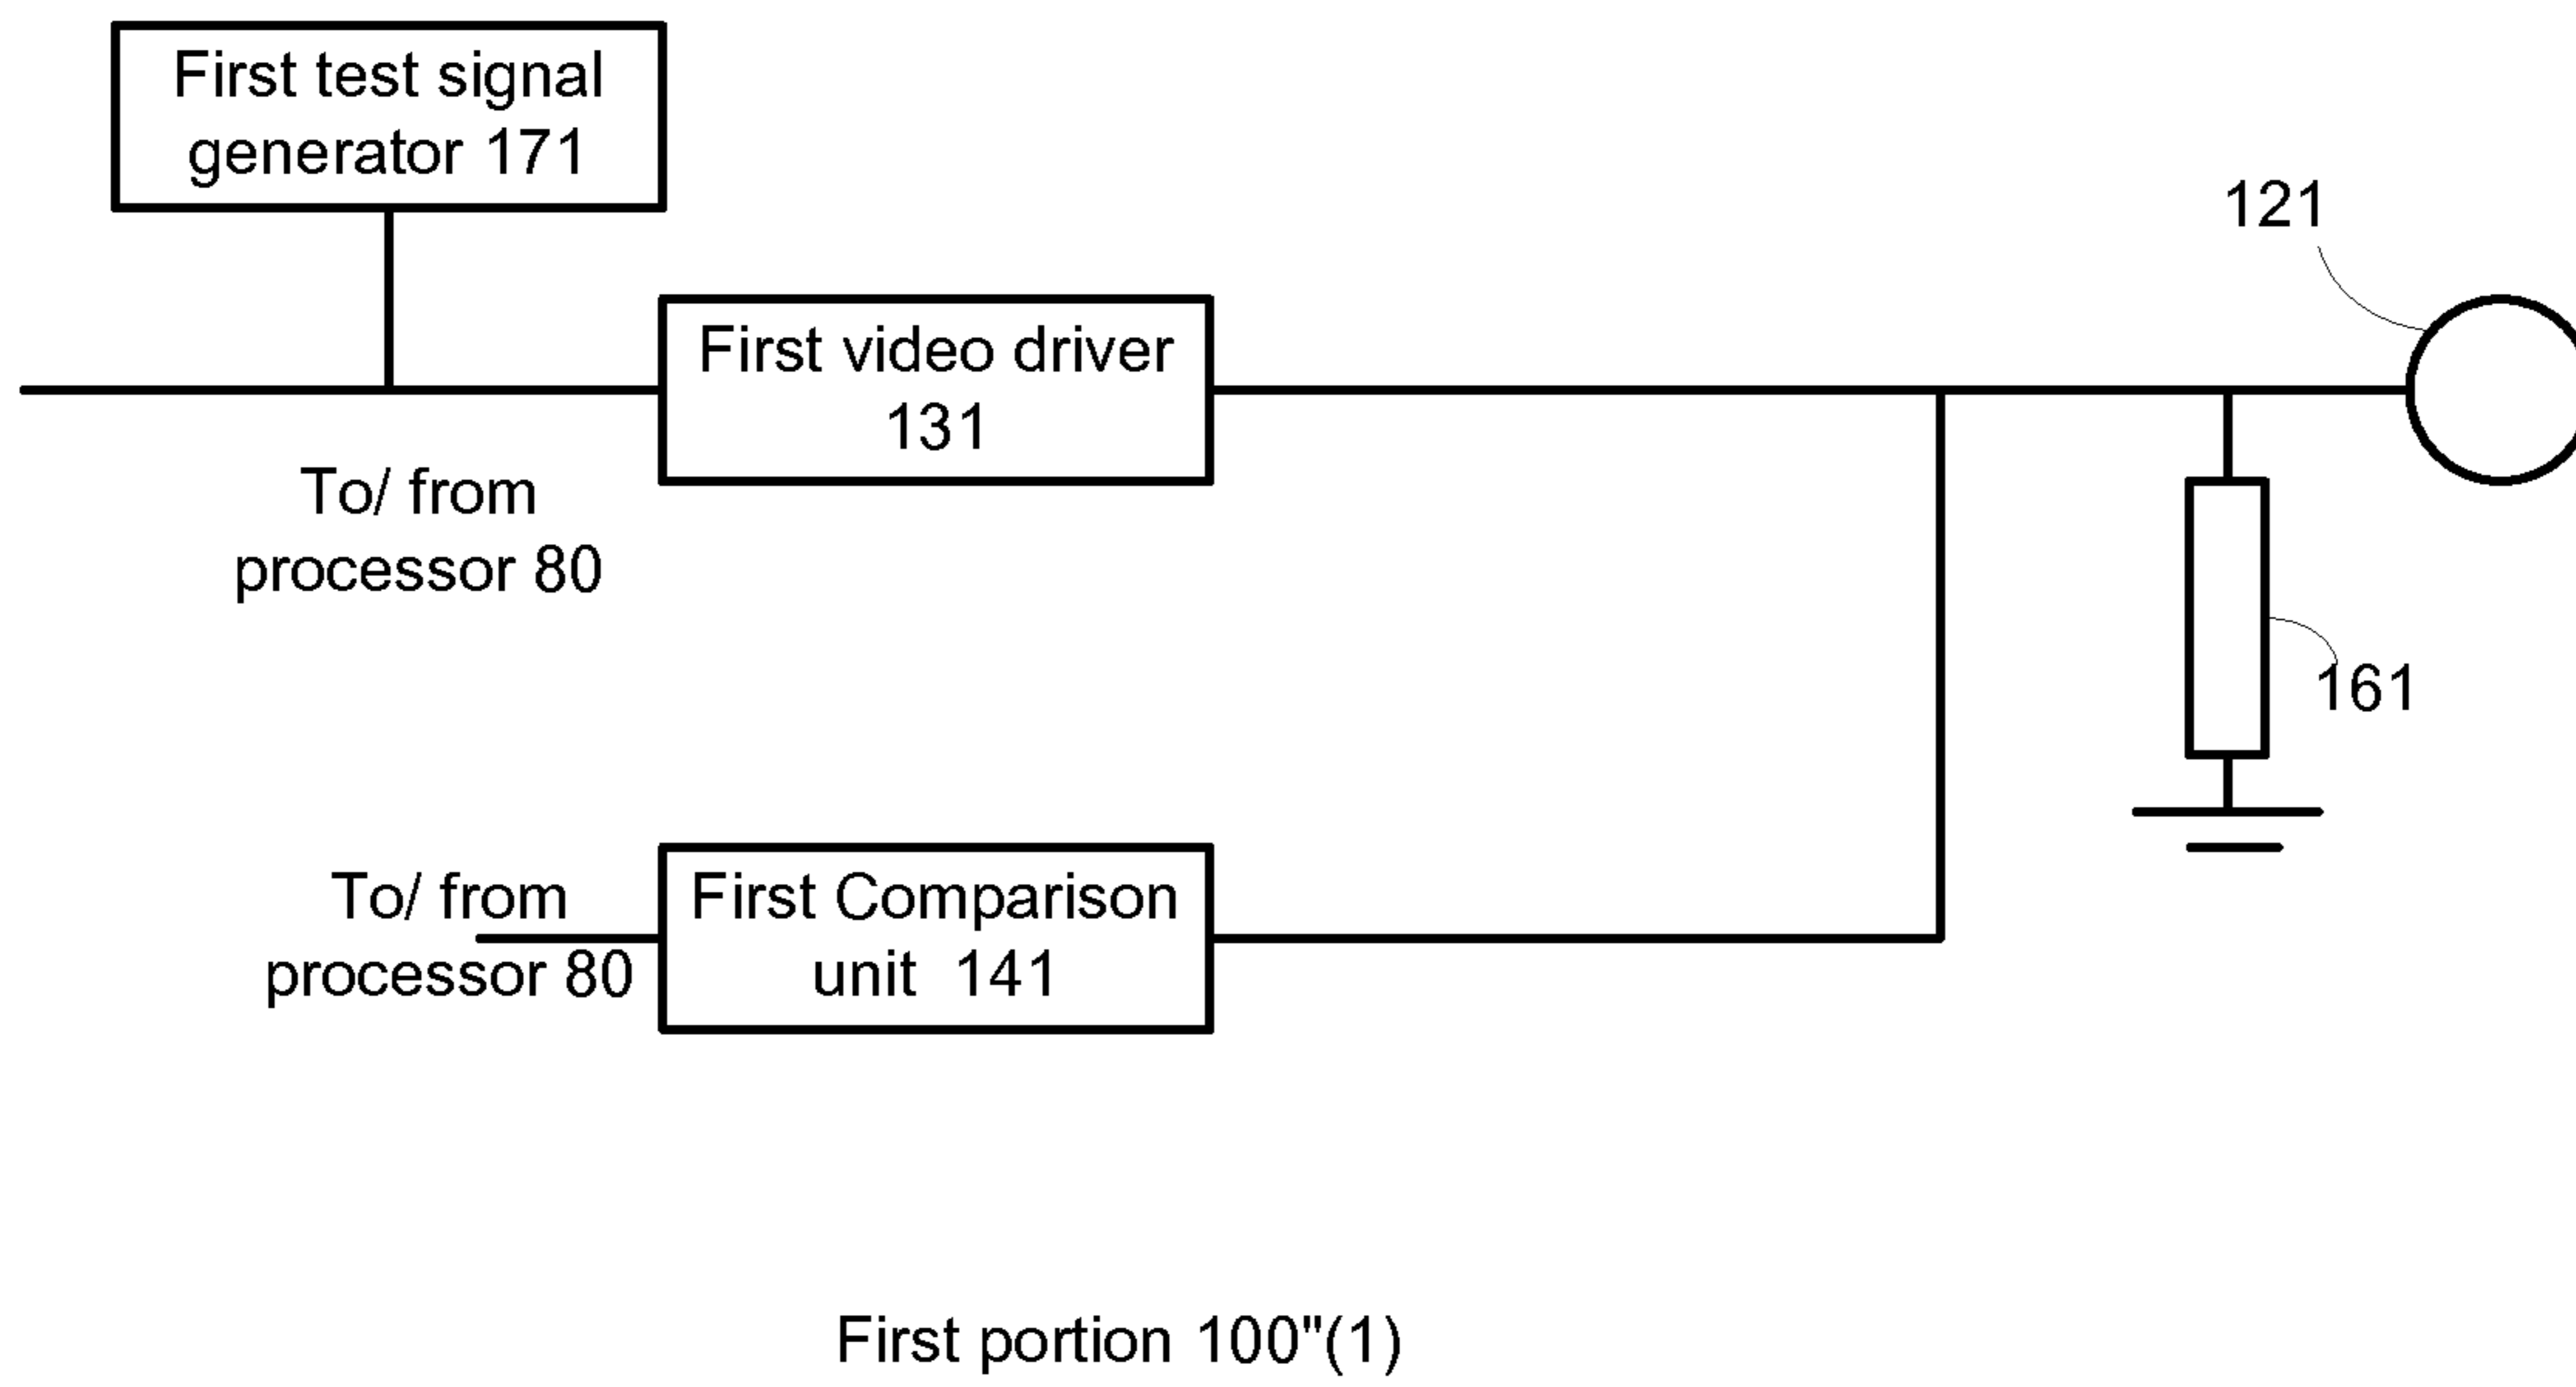 First test signal
generator 171
121
First video driver
131
To/ from
processor 80
161
To/ from
processor 80
First Comparison
unit  141
First portion 100"(1)